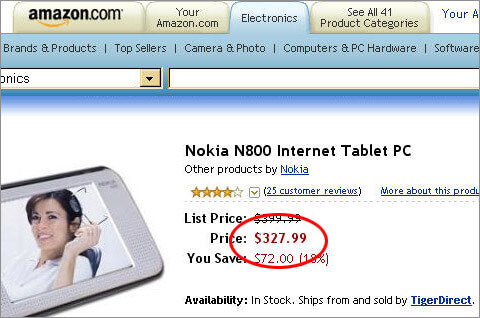 amazon.com
Your
Amazon.com
Electronics
See All 41
Product Categories
Your A
Brands & Products | Top Sellers | Camera & Photo | Computers & PC Hardware | Software
onics
Nokia N800 Internet Tablet PC
Other products by Nokia
(25 customer reviews) More about this produ
List Price: $399.99
Price: $327.99
You Save: $72.00 (18%)
Availability: In Stock. Ships from and sold by TigerDirect.